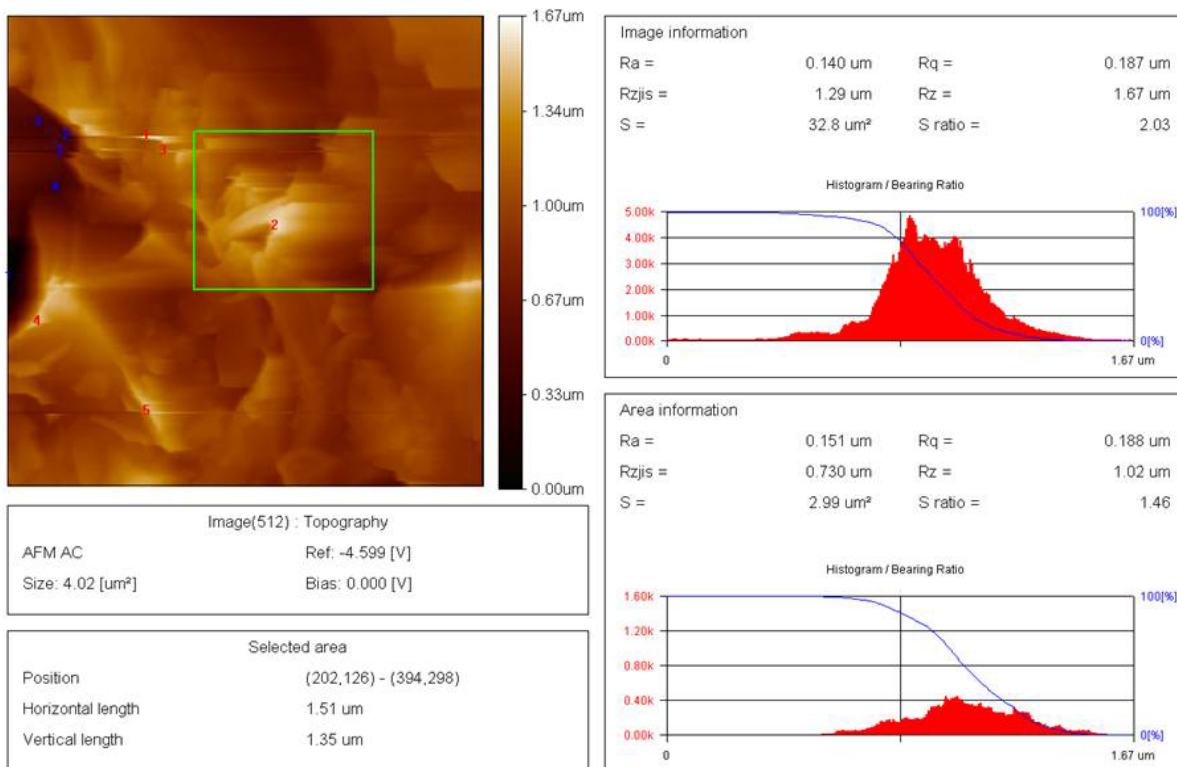 1.67um
1.34um
1.00um
0.67um
0.33um
0.00um
1
3
2
4
5
Image(512) : Topography
AFM AC Ref: -4.599 [V]
Size: 4.02 [um²] Bias: 0.000 [V]
Selected area
Position (202,126) - (394,298)
Horizontal length 1.51 um
Vertical length 1.35 um
Image information
Ra = 0.140 um Rq = 0.187 um
Rzjis = 1.29 um Rz = 1.67 um
S = 32.8 um² S ratio = 2.03
Histogram / Bearing Ratio
5.00k 100[%]
4.00k
3.00k
2.00k
1.00k
0.00k 0[%]
0 1.67 um
Area information
Ra = 0.151 um Rq = 0.188 um
Rzjis = 0.730 um Rz = 1.02 um
S = 2.99 um² S ratio = 1.46
Histogram / Bearing Ratio
1.60k 100[%]
1.20k
0.80k
0.40k
0.00k 0[%]
0 1.67 um